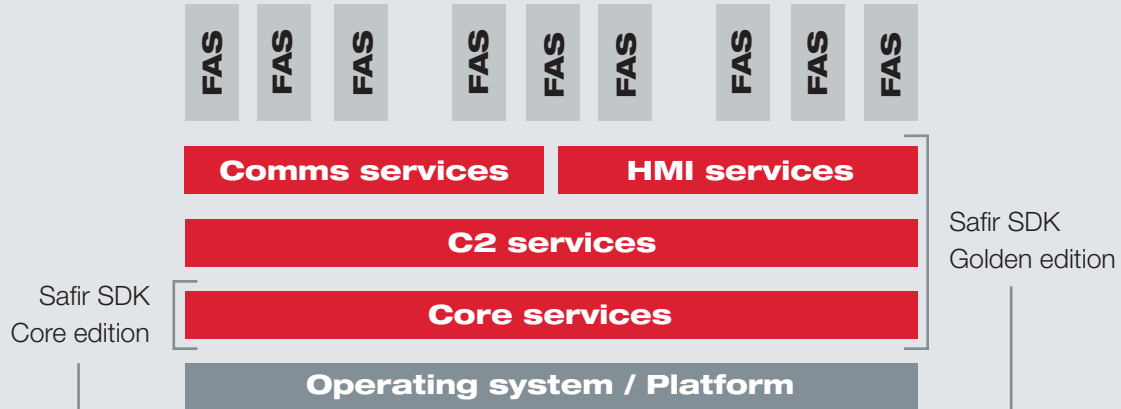 FAS FAS FAS FAS FAS FAS FAS FAS FAS
Comms services HMI services
C2 services
Safir SDK
Golden edition
Safir SDK
Core edition
Core services
Operating system / Platform